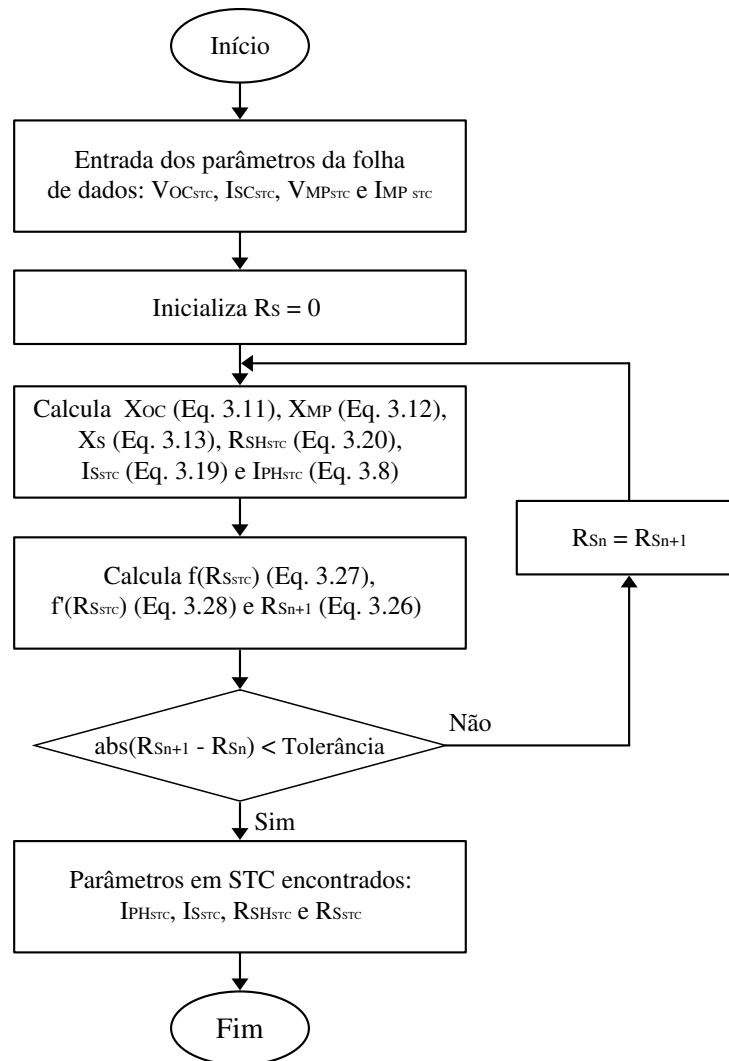 Início
Entrada dos parâmetros da folha
de dados: VOCSTC, ISCSTC, VMPSTC e IMP STC
Inicializa RS = 0
Calcula XOC (Eq. 3.11), XMP (Eq. 3.12),
XS (Eq. 3.13), RSHSTC (Eq. 3.20),
ISSTC (Eq. 3.19) e IPHSTC (Eq. 3.8)
RSn = RSn+1
Calcula f(RSSTC) (Eq. 3.27),
f'(RSSTC) (Eq. 3.28) e RSn+1 (Eq. 3.26)
abs(RSn+1 - RSn) < Tolerância
Não
Sim
Parâmetros em STC encontrados:
IPHSTC, ISSTC, RSHSTC e RSSTC
Fim